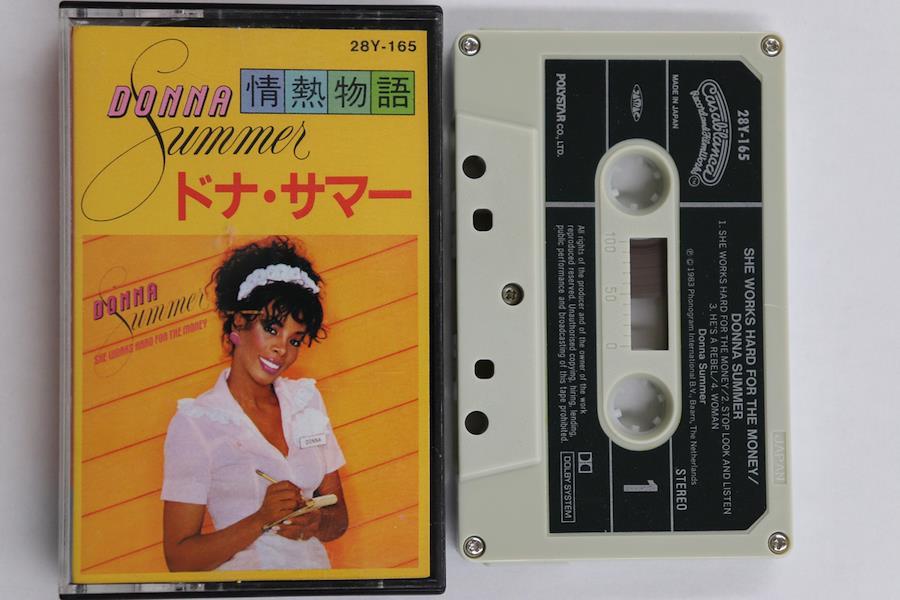 28Y-165
DONNA
Summer
情熱物語
ドナ・サマー
DONNA
Summer
SHE WORKS HARD FOR THE MONEY
DONNA
Casablanca
Record and FilmWorks
TM
28Y-165
MADE IN JAPAN
POLYSTAR CO., LTD.
SHE WORKS HARD FOR THE MONEY/
DONNA SUMMER
1. SHE WORKS HARD FOR THE MONEY/2. STOP LOOK AND LISTEN
3. HE'S A REBEL/4. WOMAN
Donna Summer
℗ © 1983 Phonogram International B.V., Baarn, The Netherlands
STEREO
1
100 50 0
All rights of the producer and of the owner of the work
reproduced reserved. Unauthorised copying, hiring, lending,
public performance and broadcasting of this tape prohibited.
DOLBY SYSTEM
JAPAN